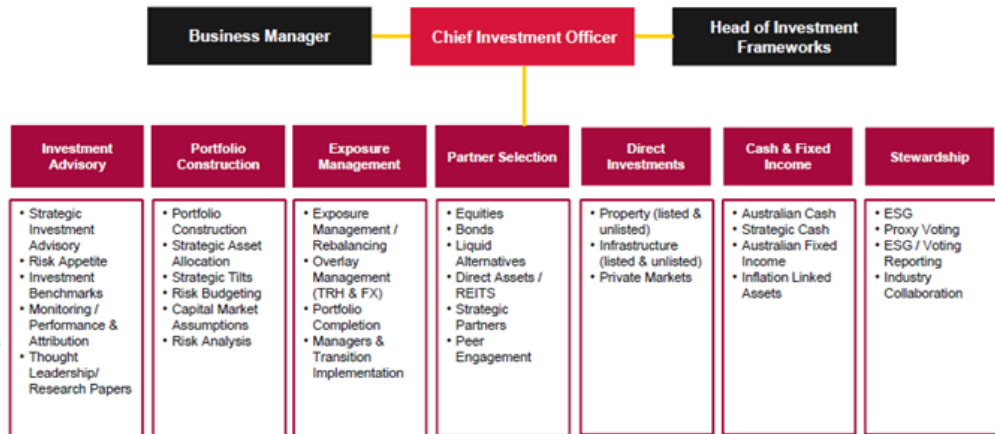 Business Manager
Chief Investment Officer
Head of Investment
Frameworks
Investment
Advisory
Portfolio
Construction
Exposure
Management
Partner Selection
Direct
Investments
Cash & Fixed
Income
Stewardship
• Strategic
Investment
Advisory
• Risk Appetite
• Investment
Benchmarks
• Monitoring /
Performance &
Attribution
• Thought
Leadership/
Research Papers
• Portfolio
Construction
• Strategic Asset
Allocation
• Strategic Tilts
• Risk Budgeting
• Capital Market
Assumptions
• Risk Analysis
• Exposure
Management /
Rebalancing
• Overlay
Management
(TRH & FX)
• Portfolio
Completion
• Managers &
Transition
Implementation
• Equities
• Bonds
• Liquid
Alternatives
• Direct Assets /
REITS
• Strategic
Partners
• Peer
Engagement
• Property (listed &
unlisted)
• Infrastructure
(listed & unlisted)
• Private Markets
• Australian Cash
• Strategic Cash
• Australian Fixed
Income
• Inflation Linked
Assets
• ESG
• Proxy Voting
• ESG / Voting
Reporting
• Industry
Collaboration